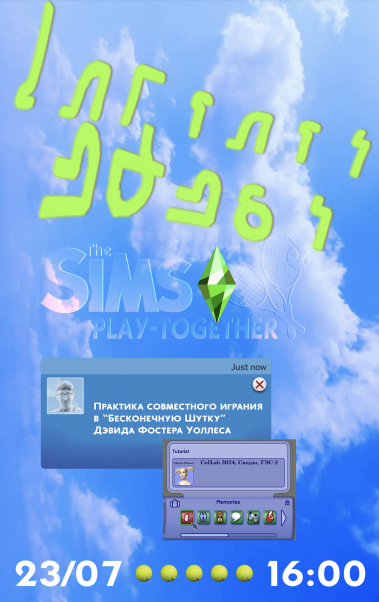 The
SIMS
PLAY-TOGETHER
Just now
Практика совместного играния
в "Бесконечную Шутку"
Дэвида Фостера Уоллеса
Tutorial
CoLLab 2024, Своды, ГЭС-2
Memories
23/07 16:00